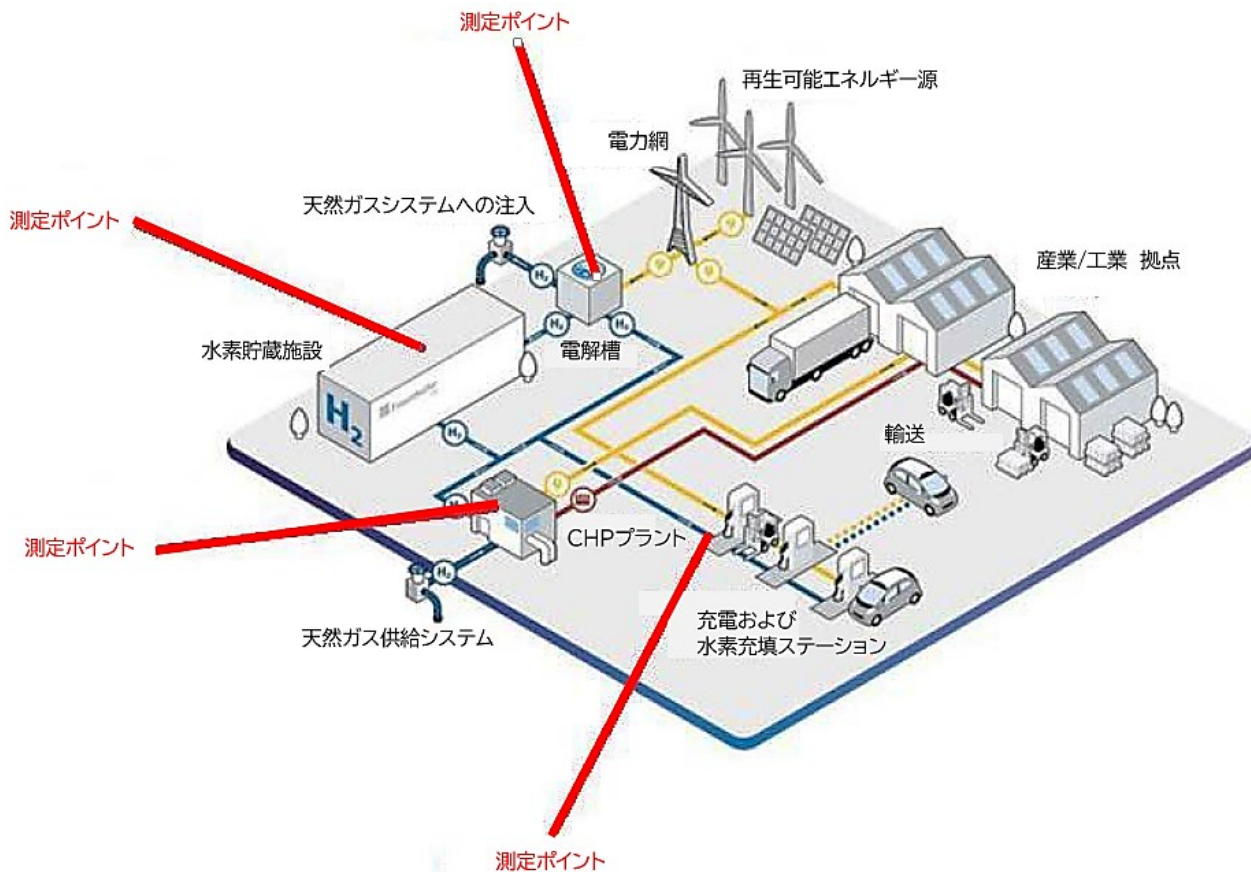 測定ポイント
再生可能エネルギー源
電力網
天然ガスシステムへの注入
測定ポイント
産業/工業 拠点
H₂
水素貯蔵施設
H₂
H₂
電解槽
H₂
H₂
輸送
測定ポイント
CHPプラント
H₂
天然ガス供給システム
充電および
水素充填ステーション
測定ポイント